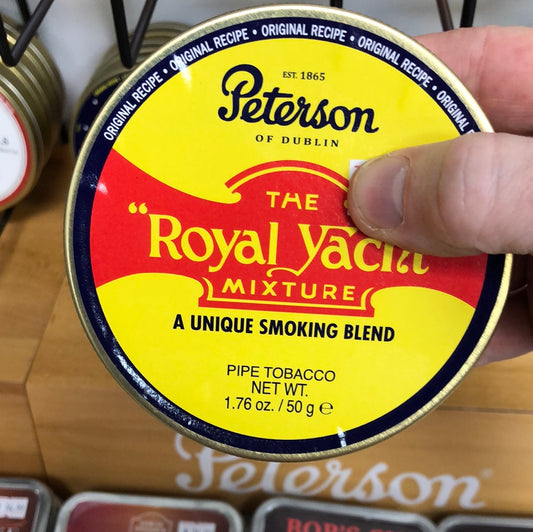 ORIGINAL RECIPE • ORIGINAL RECIPE • ORIGINAL RECIPE • ORIGINAL RECIPE
EST. 1865
Peterson
OF DUBLIN
THE
"Royal Yacht
MIXTURE
A UNIQUE SMOKING BLEND
PIPE TOBACCO
NET WT.
1.76 oz. / 50 g e
Peterson